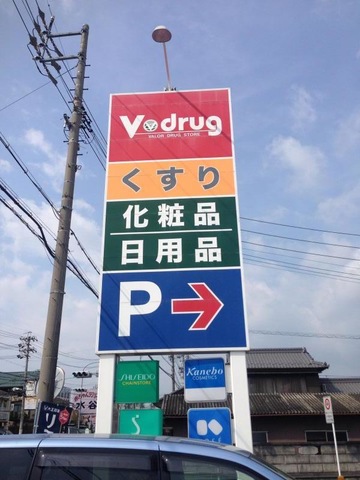 V drug
VALOR DRUG STORE
くすり
化粧品
日用品
P →
SHISEIDO
CHAINSTORE
Kanebo
COSMETICS
S